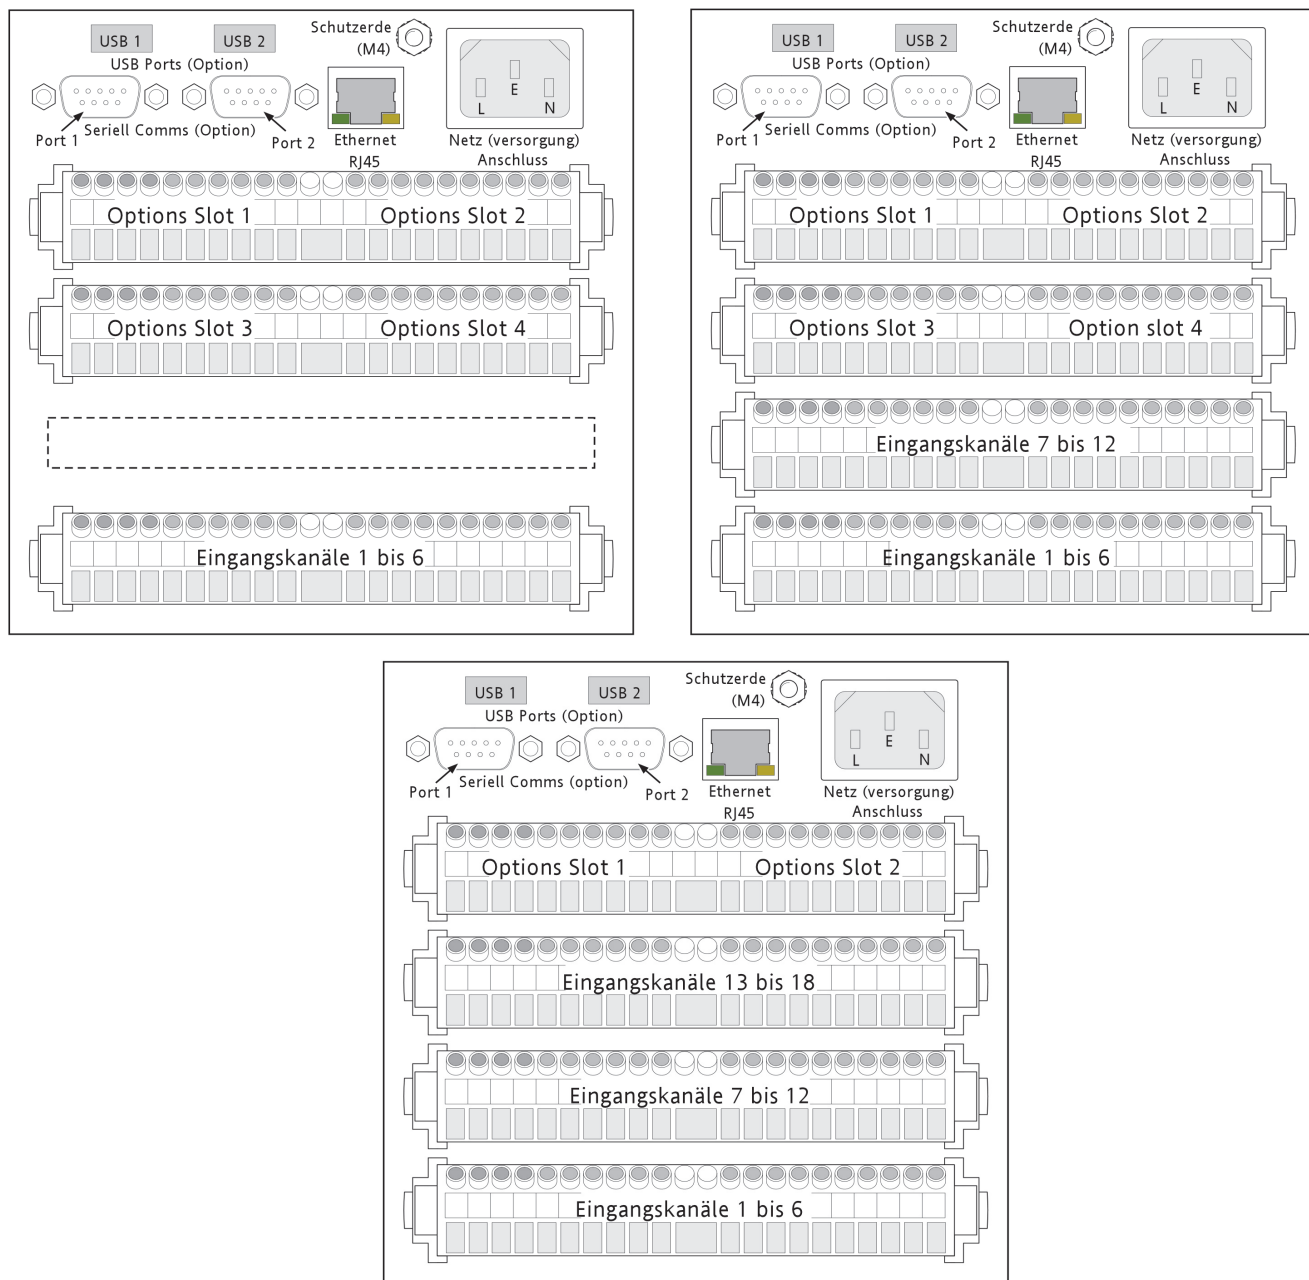 USB 1
USB 2
Schutzerde
(M4)
USB Ports (Option)
L
E
N
Port 1
Seriell Comms (Option)
Port 2
Ethernet
RJ45
Netz (versorgung)
Anschluss
Options Slot 1
Options Slot 2
Options Slot 3
Options Slot 4
Eingangskanäle 1 bis 6
USB 1
USB 2
Schutzerde
(M4)
USB Ports (Option)
L
E
N
Port 1
Seriell Comms (Option)
Port 2
Ethernet
RJ45
Netz (versorgung)
Anschluss
Options Slot 1
Options Slot 2
Options Slot 3
Option slot 4
Eingangskanäle 7 bis 12
Eingangskanäle 1 bis 6
USB 1
USB 2
Schutzerde
(M4)
USB Ports (Option)
L
E
N
Port 1
Seriell Comms (option)
Port 2
Ethernet
RJ45
Netz (versorgung)
Anschluss
Options Slot 1
Options Slot 2
Eingangskanäle 13 bis 18
Eingangskanäle 7 bis 12
Eingangskanäle 1 bis 6